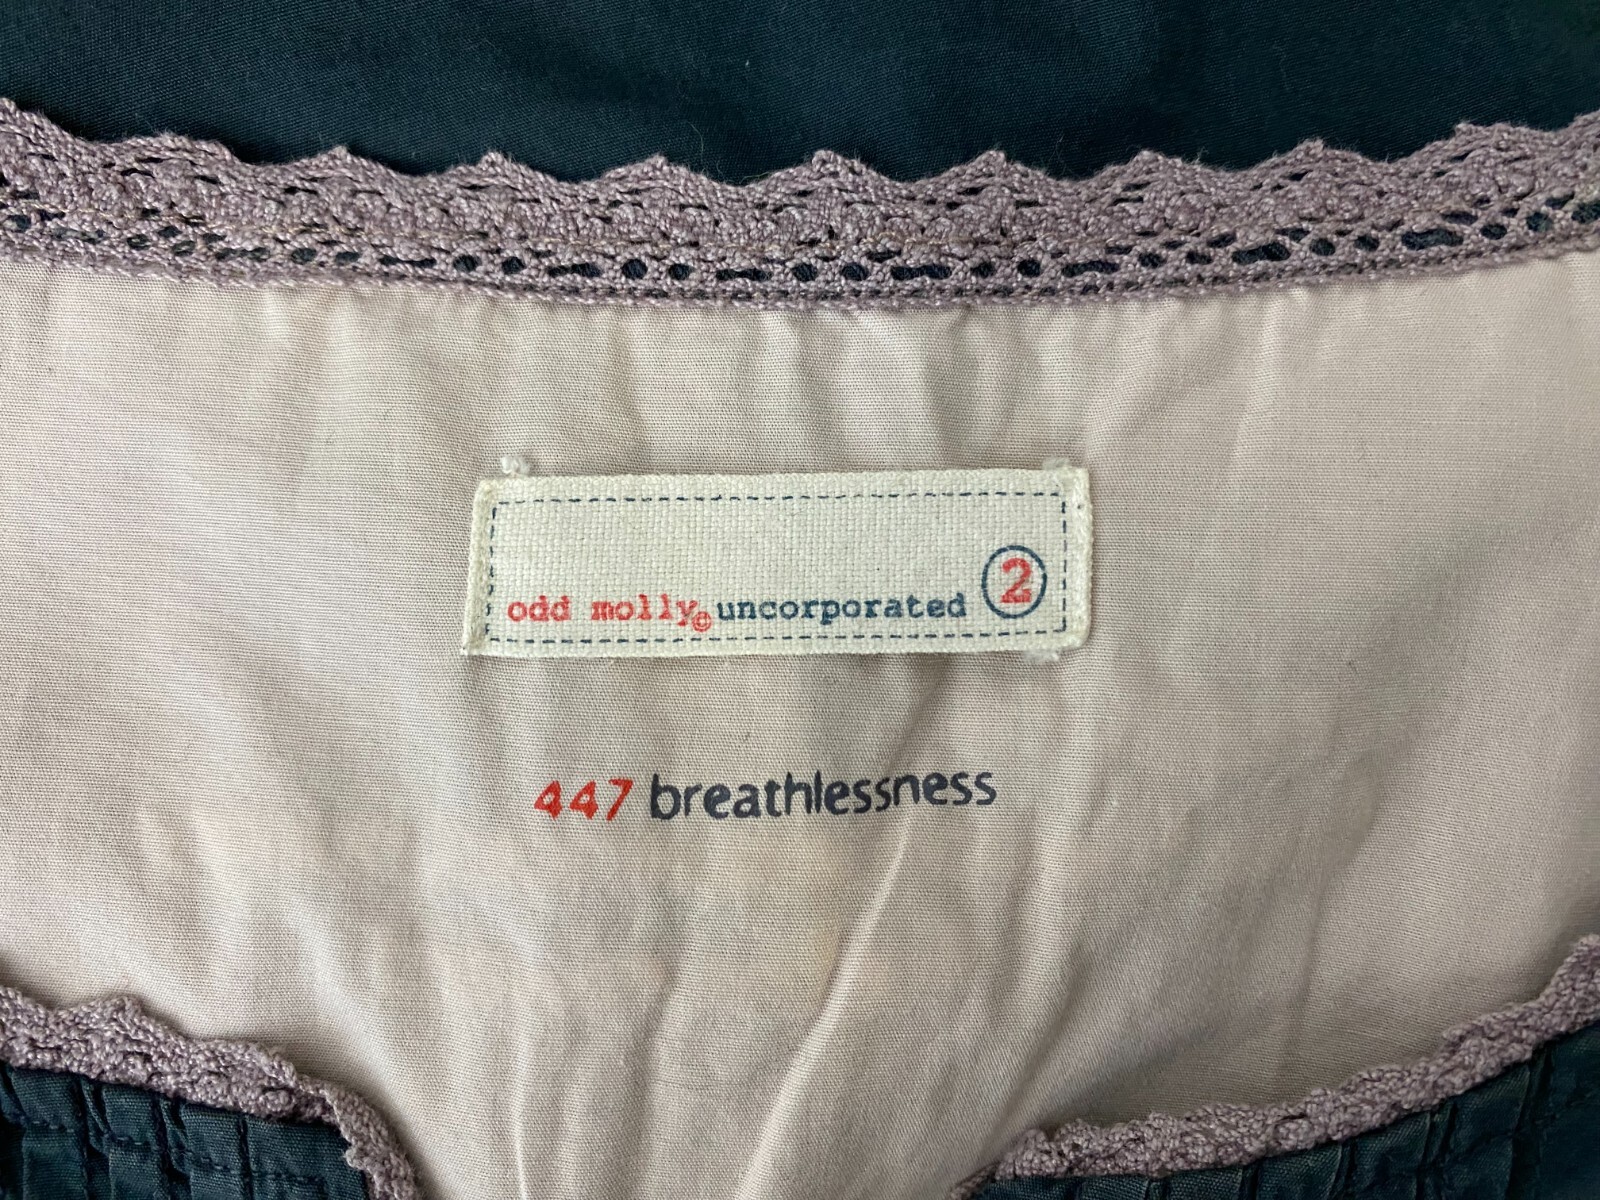 odd molly© uncorporated 2
447 breathlessness